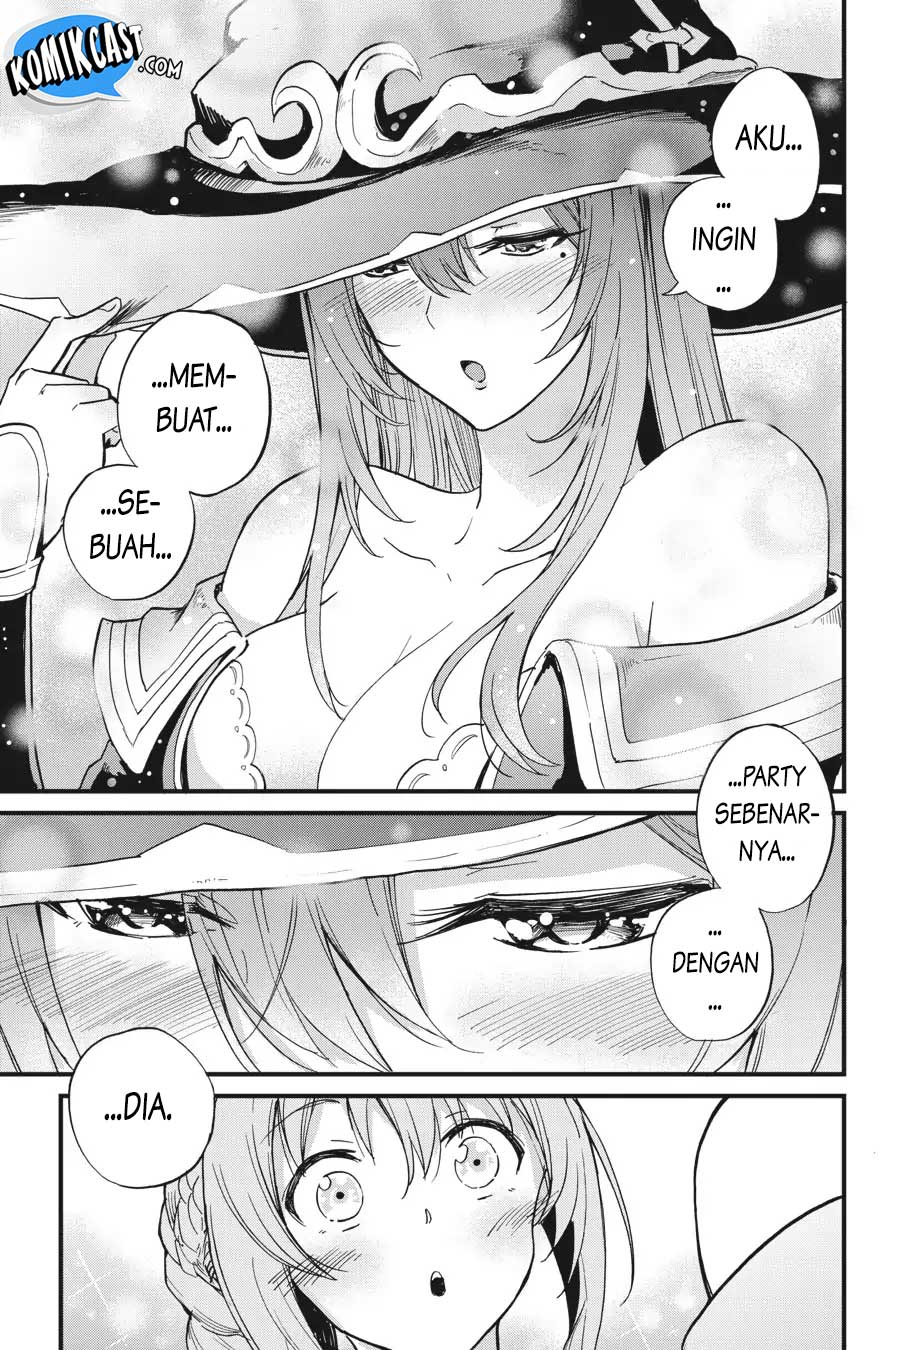 KOMIKCAST
.COM
AKU...
...
INGIN
...
...MEM-
BUAT...
...SE-
BUAH...
...PARTY
SEBENAR-
NYA...
...
DENGAN
...
...DIA.